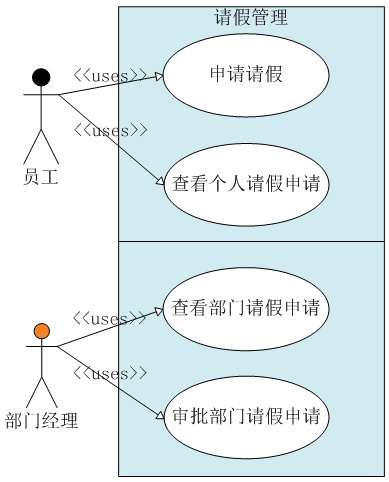 请假管理
<<uses>>
申请请假
<<uses>>
查看个人请假申请
员工
<<uses>>
查看部门请假申请
<<uses>>
部门经理
审批部门请假申请